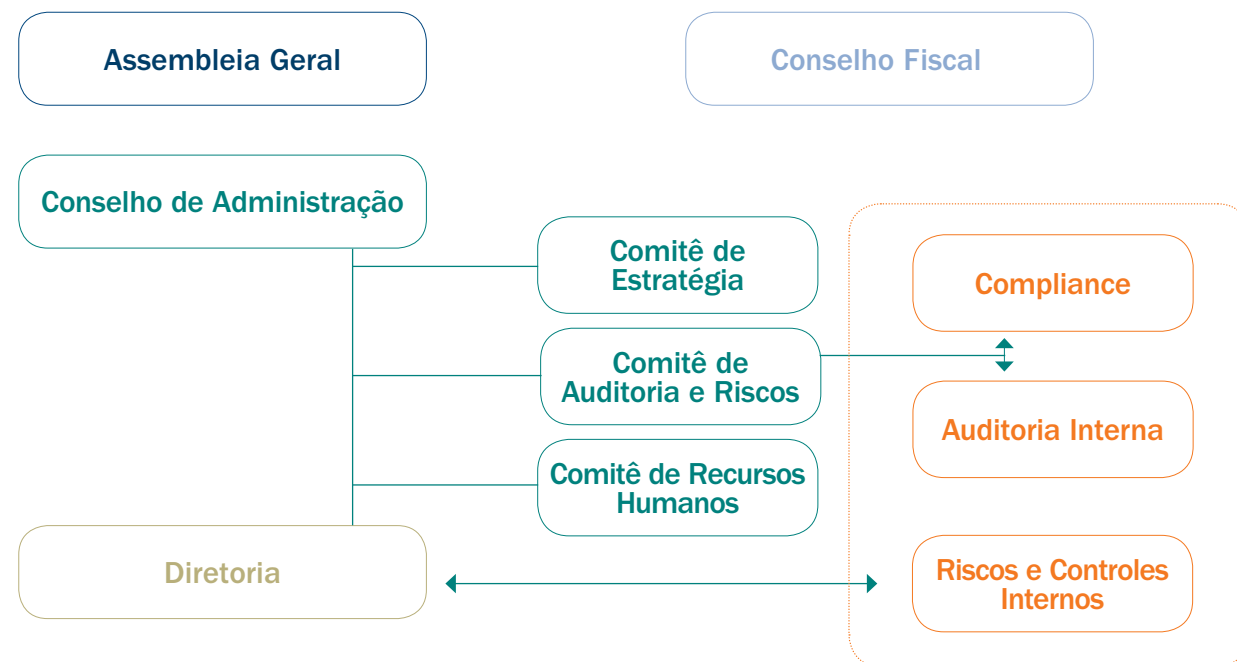 Assembleia Geral
Conselho Fiscal
Conselho de Administração
Comitê de
Estratégia
Compliance
Comitê de
Auditoria e Riscos
Auditoria Interna
Comitê de Recursos
Humanos
Diretoria
Riscos e Controles
Internos